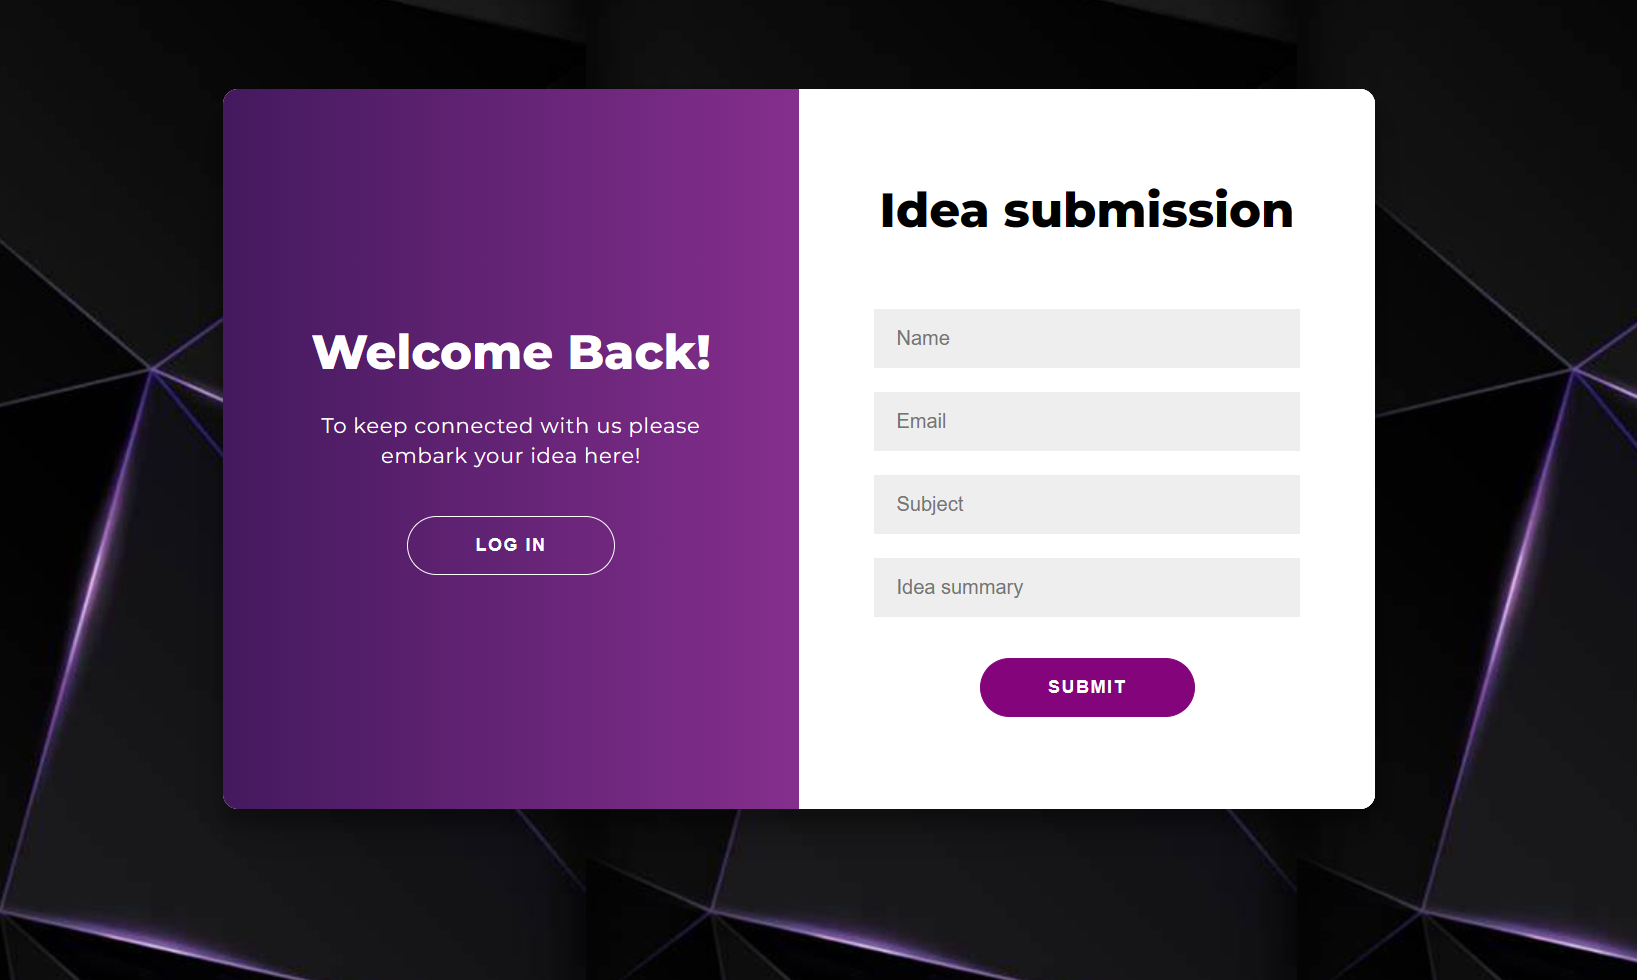 Welcome Back!
To keep connected with us please
embark your idea here!
LOG IN
Idea submission
Name
Email
Subject
Idea summary
SUBMIT